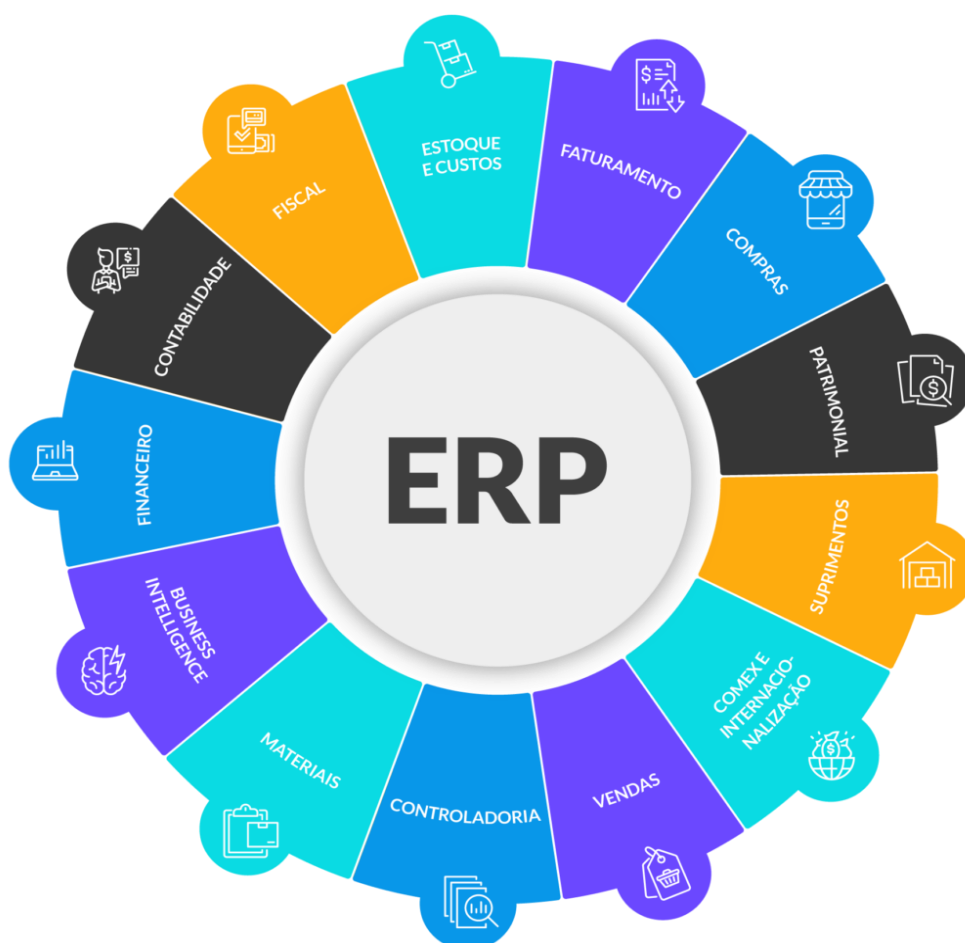 ESTOQUE
E CUSTOS
FATURAMENTO
COMPRAS
PATRIMONIAL
SUPRIMENTOS
COMEX E
INTERNACIO-
NALIZAÇÃO
VENDAS
CONTROLADORIA
MATERIAIS
BUSINESS
INTELLIGENCE
FINANCEIRO
CONTABILIDADE
FISCAL
ERP